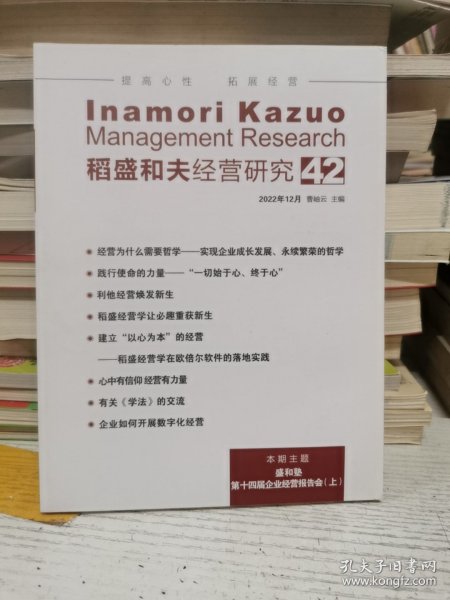 提高心性 拓展经营
Inamori Kazuo
Management Research
稻盛和夫经营研究 42
2022年12月 曹岫云 主编
经营为什么需要哲学——实现企业成长发展、永续繁荣的哲学
践行使命的力量——“一切始于心、终于心”
利他经营焕发新生
稻盛经营学让必趣重获新生
建立“以心为本”的经营
——稻盛经营学在欧倍尔软件的落地实践
心中有信仰 经营有力量
有关《学法》的交流
企业如何开展数字化经营
本期主题
盛和塾
第十四届企业经营报告会（上）
孔夫子旧书网
www.kongfz.com